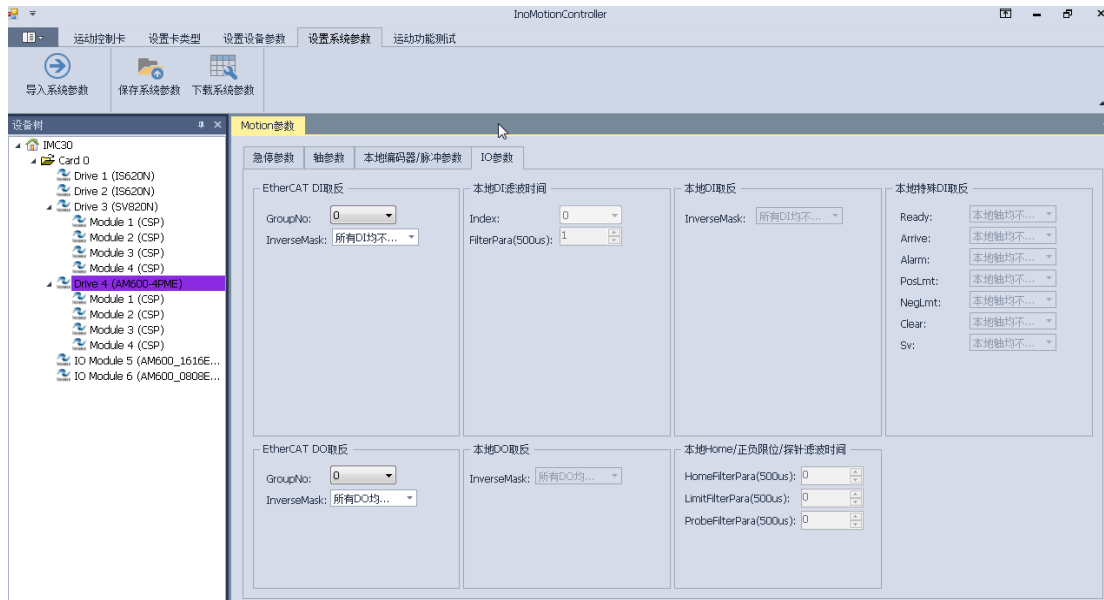 InoMotionController
运动控制卡 设置卡类型 设置设备参数 设置系统参数 运动功能测试
导入系统参数 保存系统参数 下载系统参数
设备树
Motion参数
IMC30
Card 0
Drive 1 (IS620N)
Drive 2 (IS620N)
Drive 3 (SV820N)
Module 1 (CSP)
Module 2 (CSP)
Module 3 (CSP)
Module 4 (CSP)
Drive 4 (AM600-4PME)
Module 1 (CSP)
Module 2 (CSP)
Module 3 (CSP)
Module 4 (CSP)
IO Module 5 (AM600_1616E...
IO Module 6 (AM600_0808E...
急停参数 轴参数 本地编码器/脉冲参数 IO参数
EtherCAT DI取反
GroupNo: 0
InverseMask: 所有DI均不...
本地DI滤波时间
Index: 0
FilterPara(500us): 1
本地DI取反
InverseMask: 所有DI均不...
本地特殊DI取反
Ready: 本地轴均不...
Arrive: 本地轴均不...
Alarm: 本地轴均不...
PosLmt: 本地轴均不...
NegLmt: 本地轴均不...
Clear: 本地轴均不...
Sv: 本地轴均不...
EtherCAT DO取反
GroupNo: 0
InverseMask: 所有DO均...
本地DO取反
InverseMask: 所有DO均...
本地Home/正负限位/探针滤波时间
HomeFilterPara(500us): 0
LimitFilterPara(500us): 0
ProbeFilterPara(500us): 0